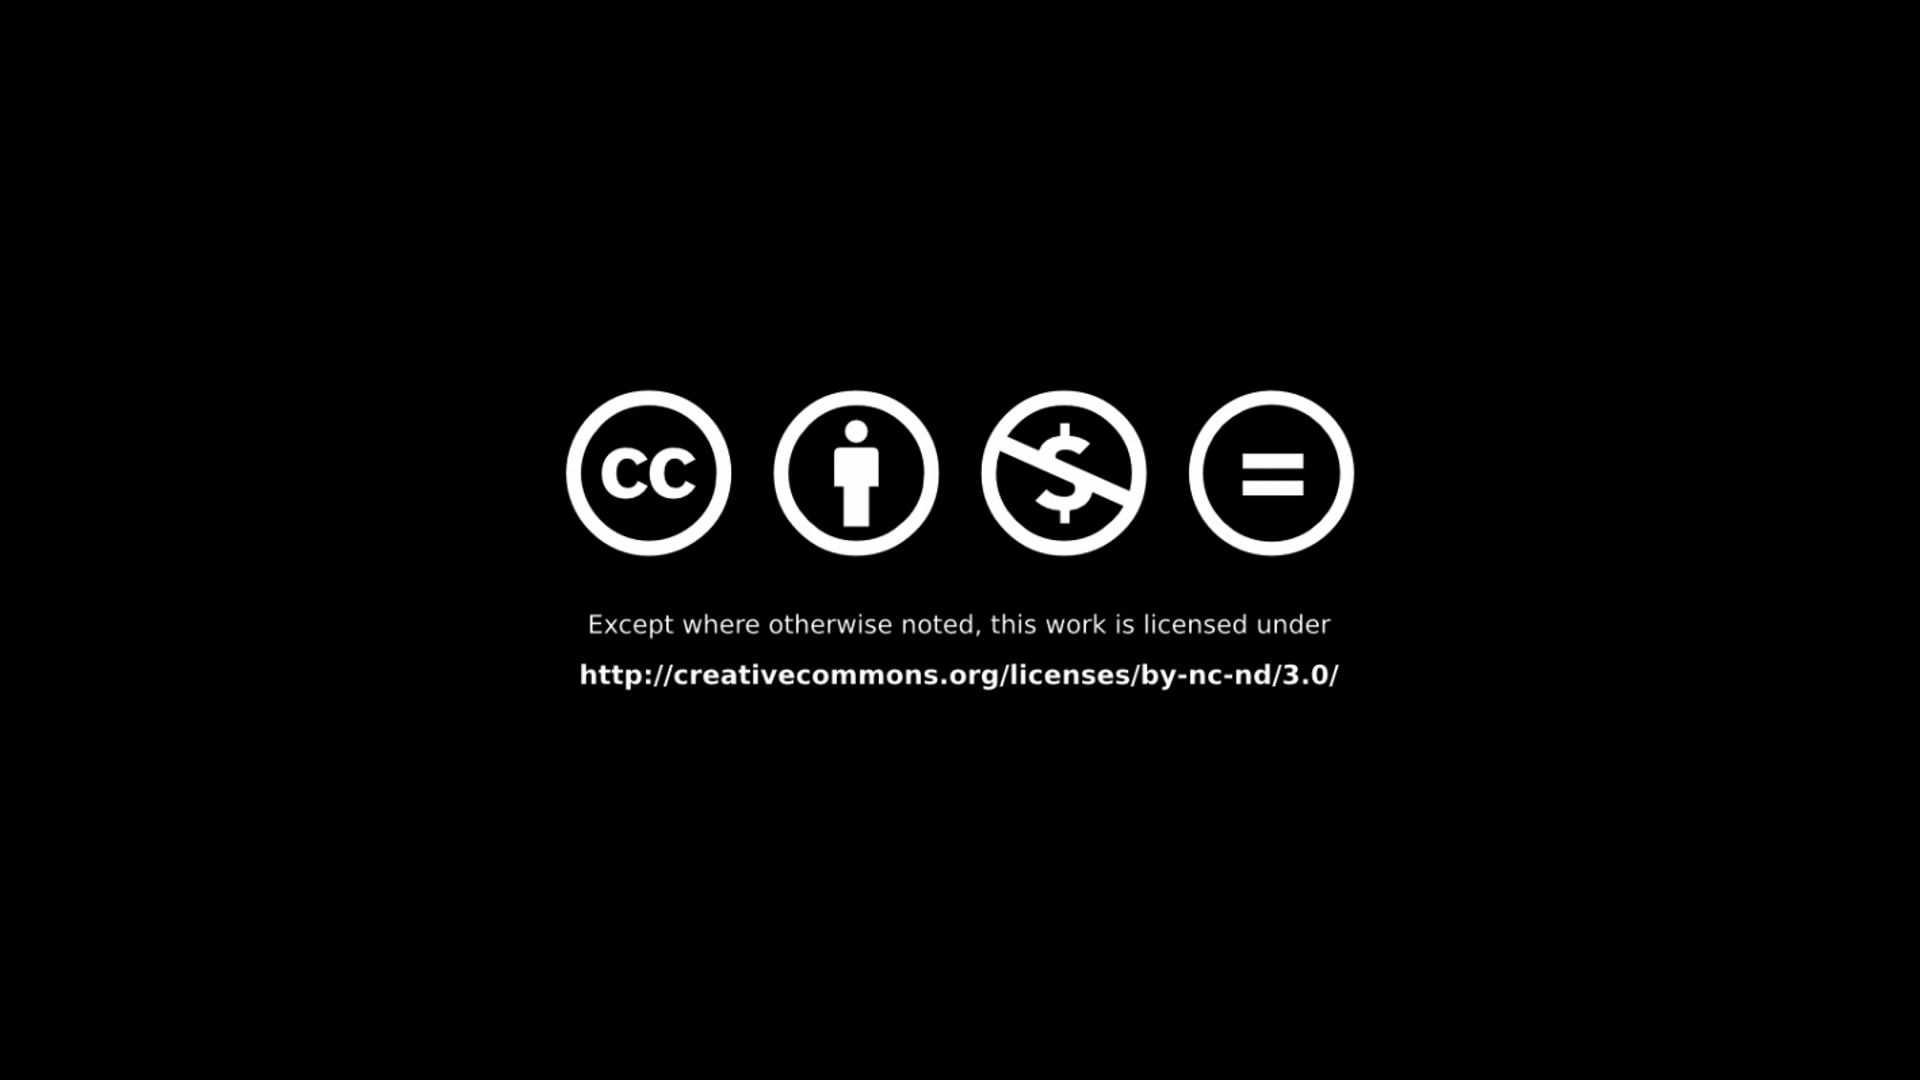 cc
Except where otherwise noted, this work is licensed under
http://creativecommons.org/licenses/by-nc-nd/3.0/